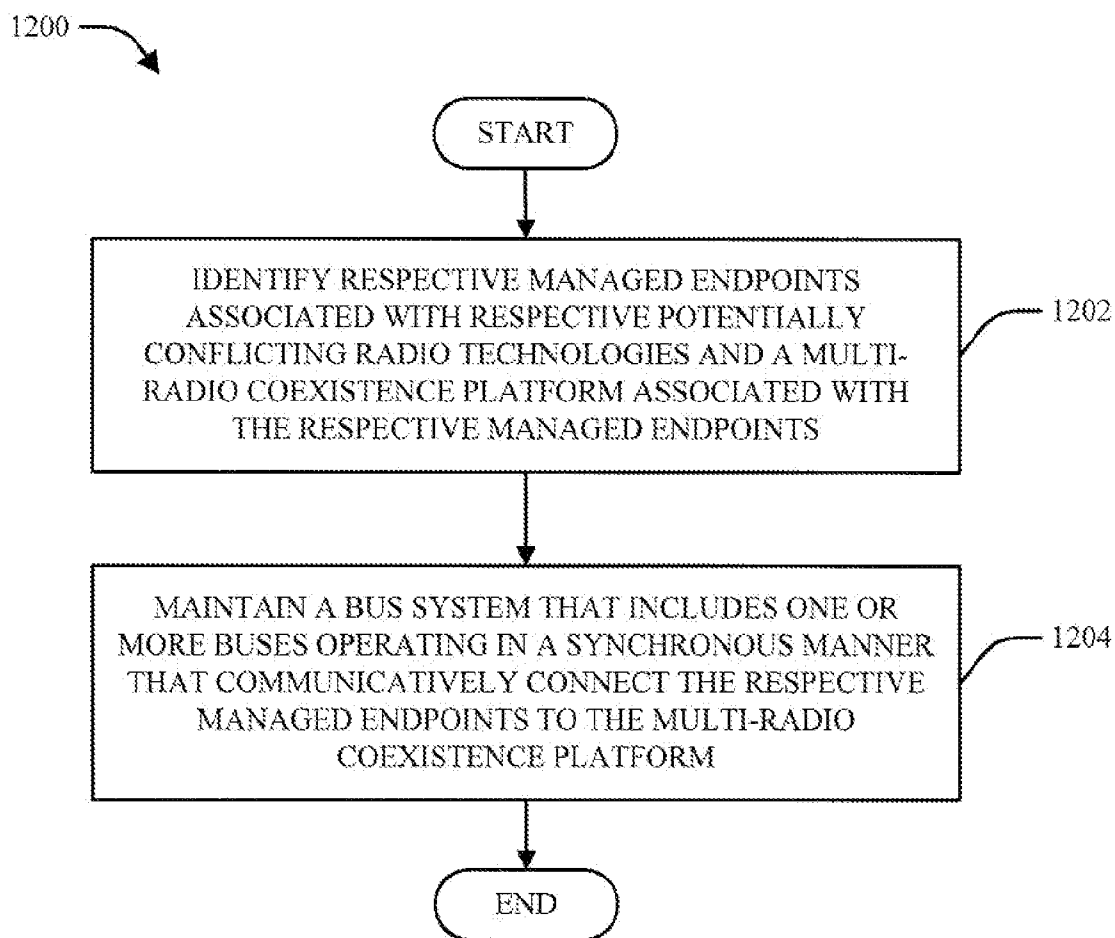 1200
START
IDENTIFY RESPECTIVE MANAGED ENDPOINTS
ASSOCIATED WITH RESPECTIVE POTENTIALLY
CONFLICTING RADIO TECHNOLOGIES AND A MULTI-
RADIO COEXISTENCE PLATFORM ASSOCIATED WITH
THE RESPECTIVE MANAGED ENDPOINTS
1202
MAINTAIN A BUS SYSTEM THAT INCLUDES ONE OR
MORE BUSES OPERATING IN A SYNCHRONOUS MANNER
THAT COMMUNICATIVELY CONNECT THE RESPECTIVE
MANAGED ENDPOINTS TO THE MULTI-RADIO
COEXISTENCE PLATFORM
1204
END